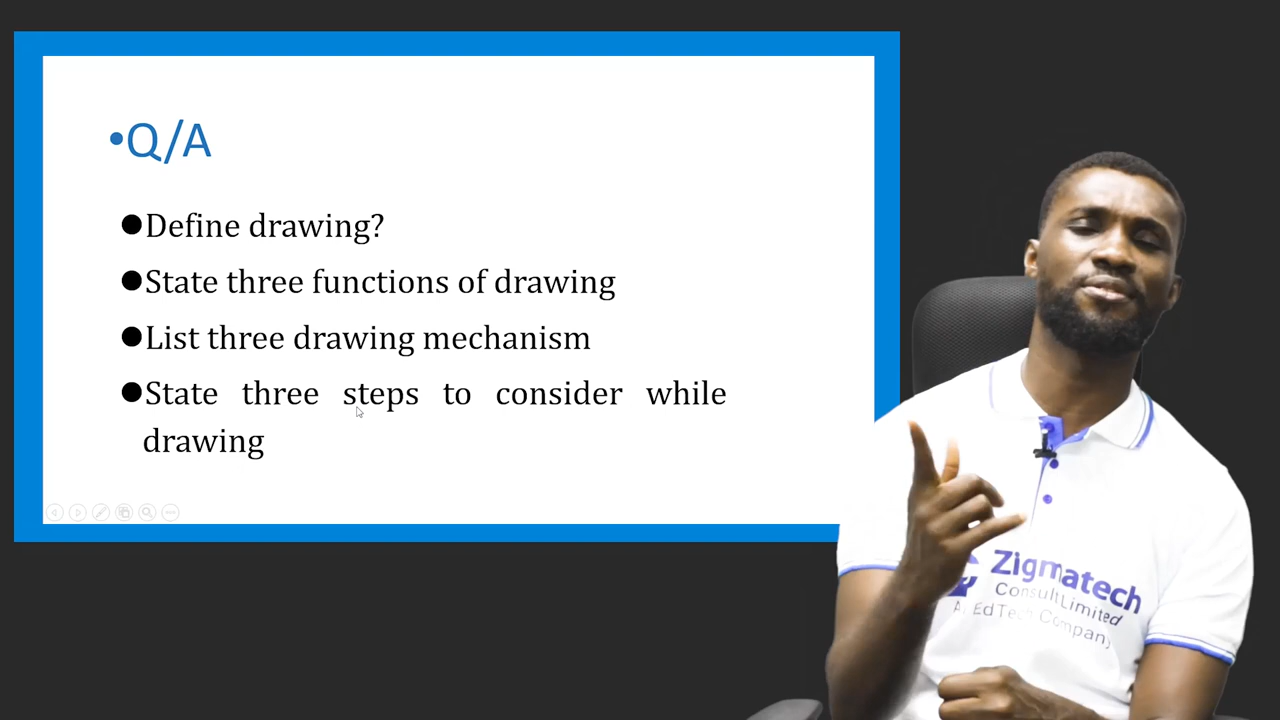 •Q/A
●Define drawing?
●State three functions of drawing
●List three drawing mechanism
●State three steps to consider while
drawing
Zigmatech
Consult Limited
An EdTech Company